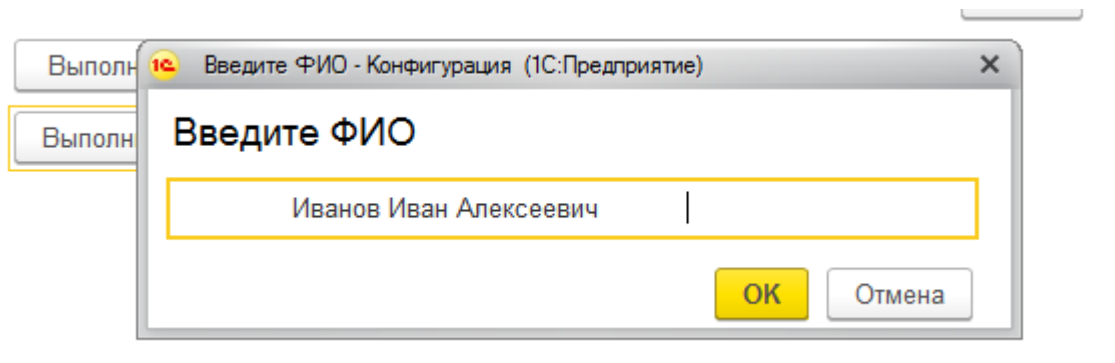 Выполн
1С Введите ФИО - Конфигурация (1С:Предприятие)
Выполн
Введите ФИО
Иванов Иван Алексеевич
ОК Отмена